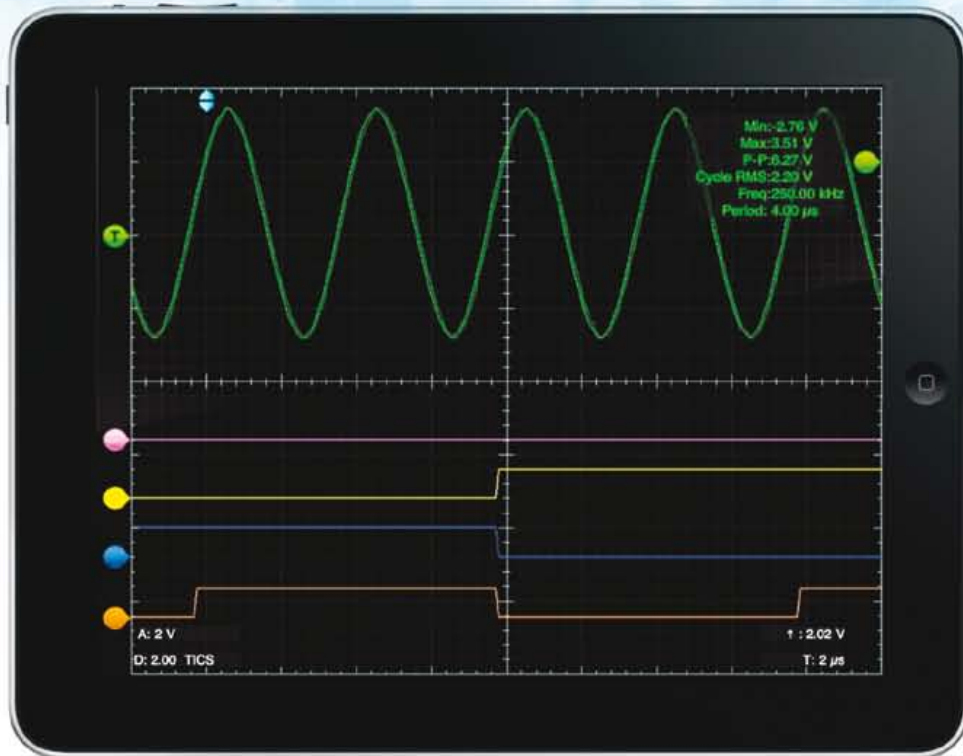 Min:-2.76 V
Max:3.51 V
P-P:6.27 V
Cycle RMS:2.20 V
Freq:250.00 kHz
Period: 4.00 µs
T
A: 2 V
↑ : 2.02 V
D: 2.00 TICS
T: 2 µs